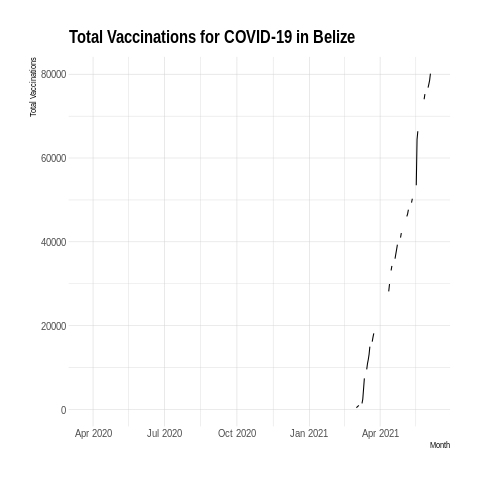 Total Vaccinations for COVID-19 in Belize
Total Vaccinations
80000
60000
40000
20000
0
Apr 2020 Jul 2020 Oct 2020 Jan 2021 Apr 2021
Month